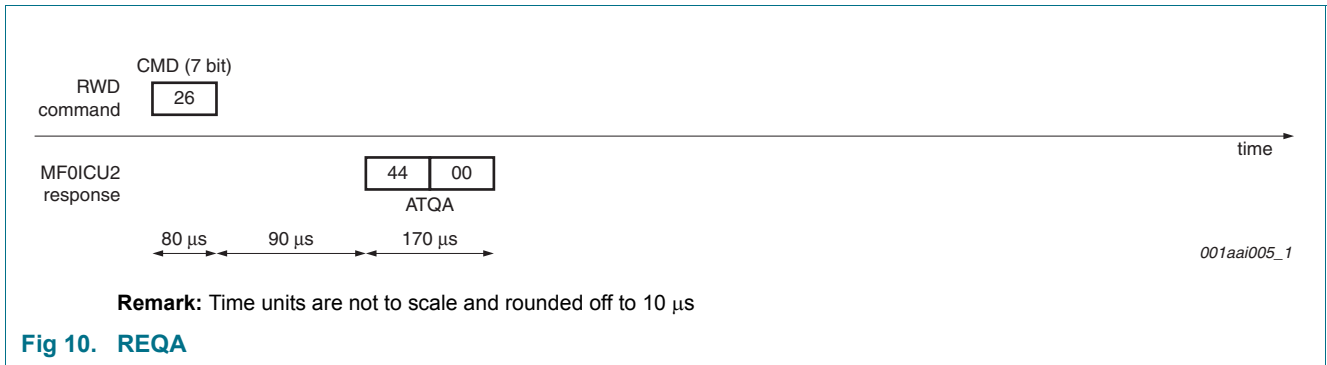 CMD (7 bit)
RWD
command
26
time
MF0ICU2
response
44 00
ATQA
80 µs 90 µs 170 µs
001aai005_1
Remark: Time units are not to scale and rounded off to 10 µs
Fig 10. REQA